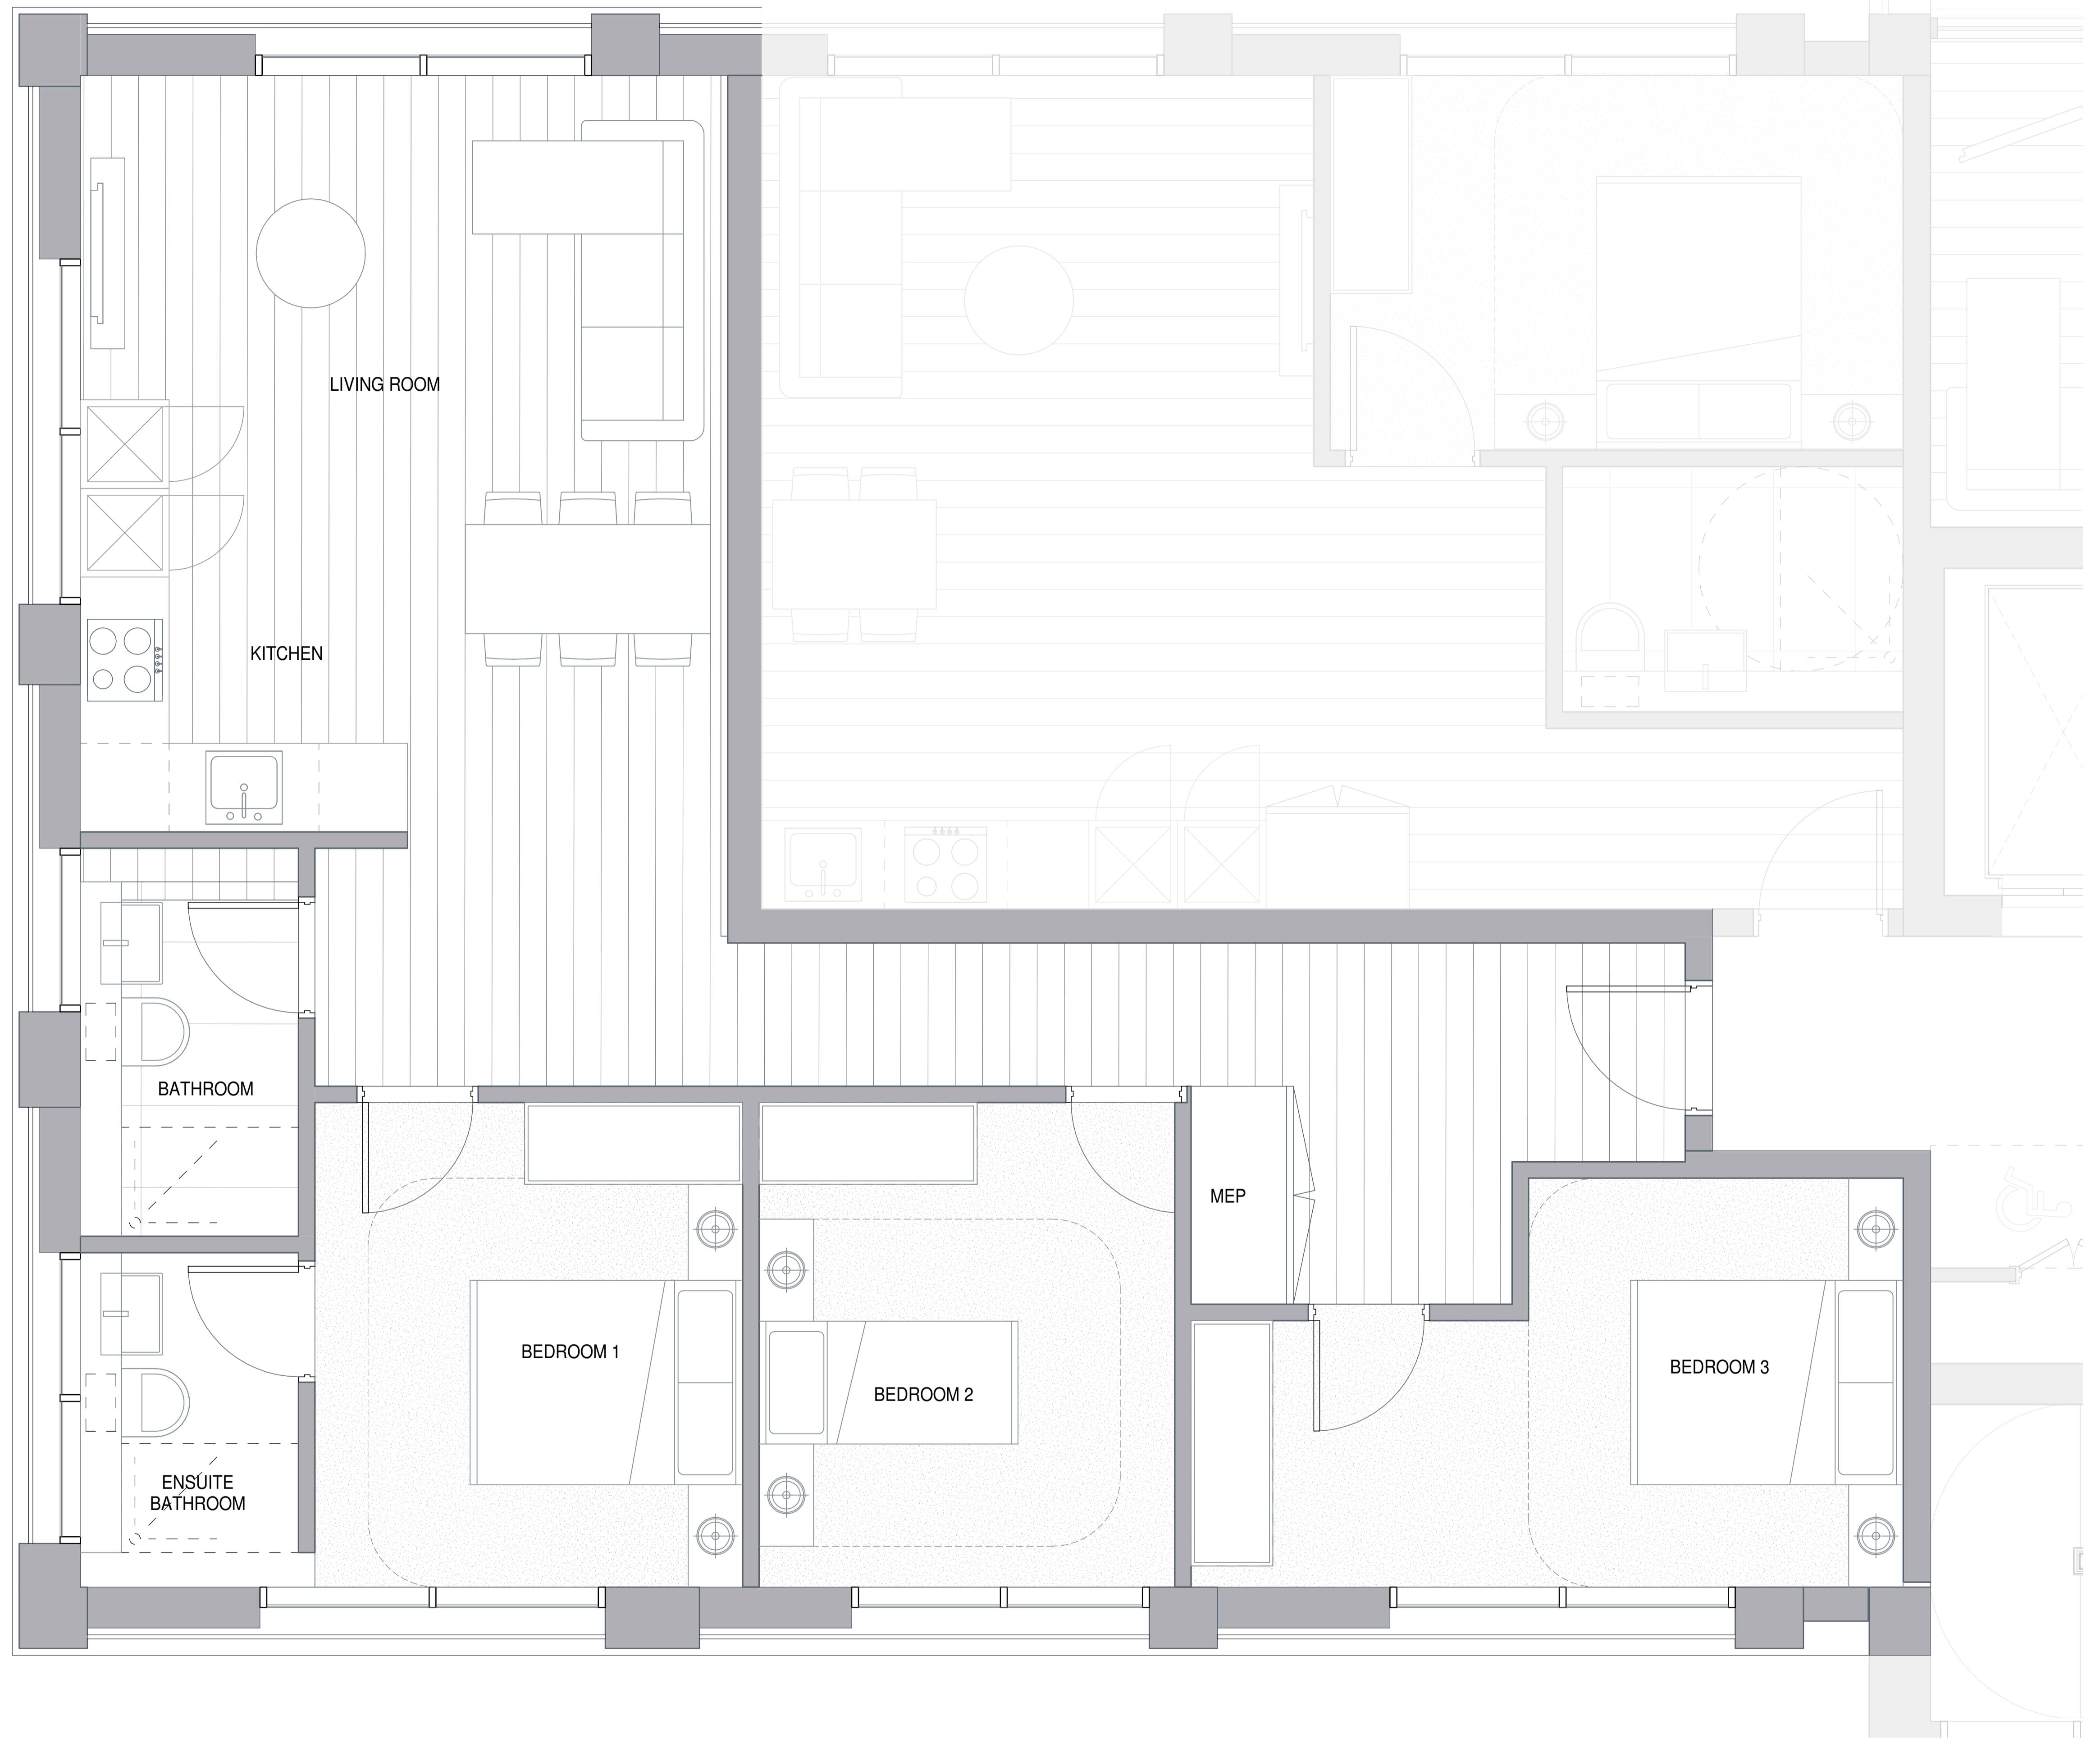 LIVING ROOM
KITCHEN
BATHROOM
MEP
BEDROOM 1
BEDROOM 2
BEDROOM 3
ENSUITE
BATHROOM